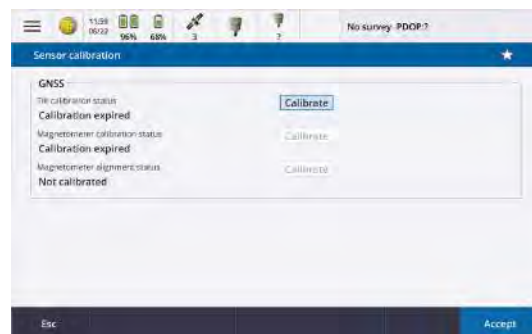 11:38
06/22
96%
68%
3
?
No survey PDOP:?
Sensor calibration
GNSS
Tilt calibration status
Calibration expired
Calibrate
Magnetometer calibration status
Calibration expired
Calibrate
Magnetometer alignment status
Not calibrated
Calibrate
Esc
Accept